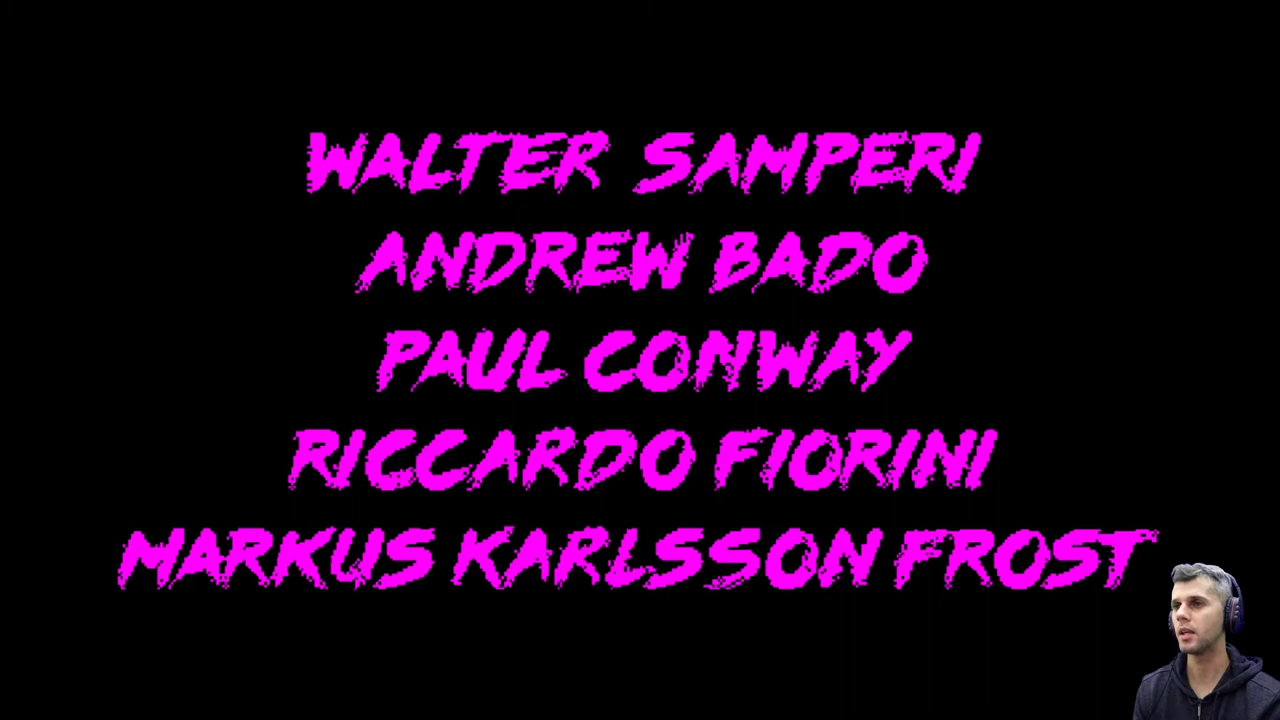 WALTER SAMPERI
ANDREW BADO
PAUL CONWAY
RICCARDO FIORINI
MARKUS KARLSSON FROST